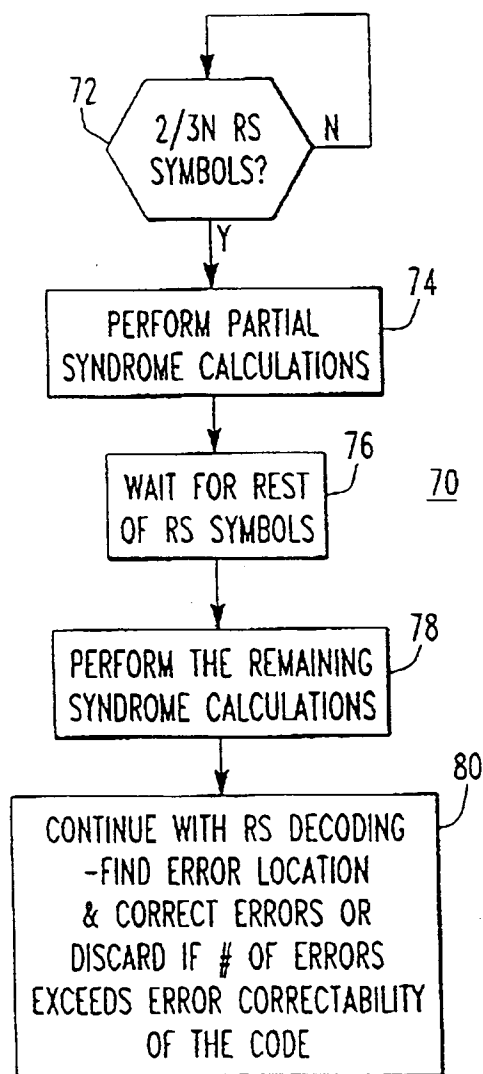 72
2/3N RS
SYMBOLS?
N
Y
74
PERFORM PARTIAL
SYNDROME CALCULATIONS
76
WAIT FOR REST
OF RS SYMBOLS
70
78
PERFORM THE REMAINING
SYNDROME CALCULATIONS
80
CONTINUE WITH RS DECODING
-FIND ERROR LOCATION
& CORRECT ERRORS OR
DISCARD IF # OF ERRORS
EXCEEDS ERROR CORRECTABILITY
OF THE CODE